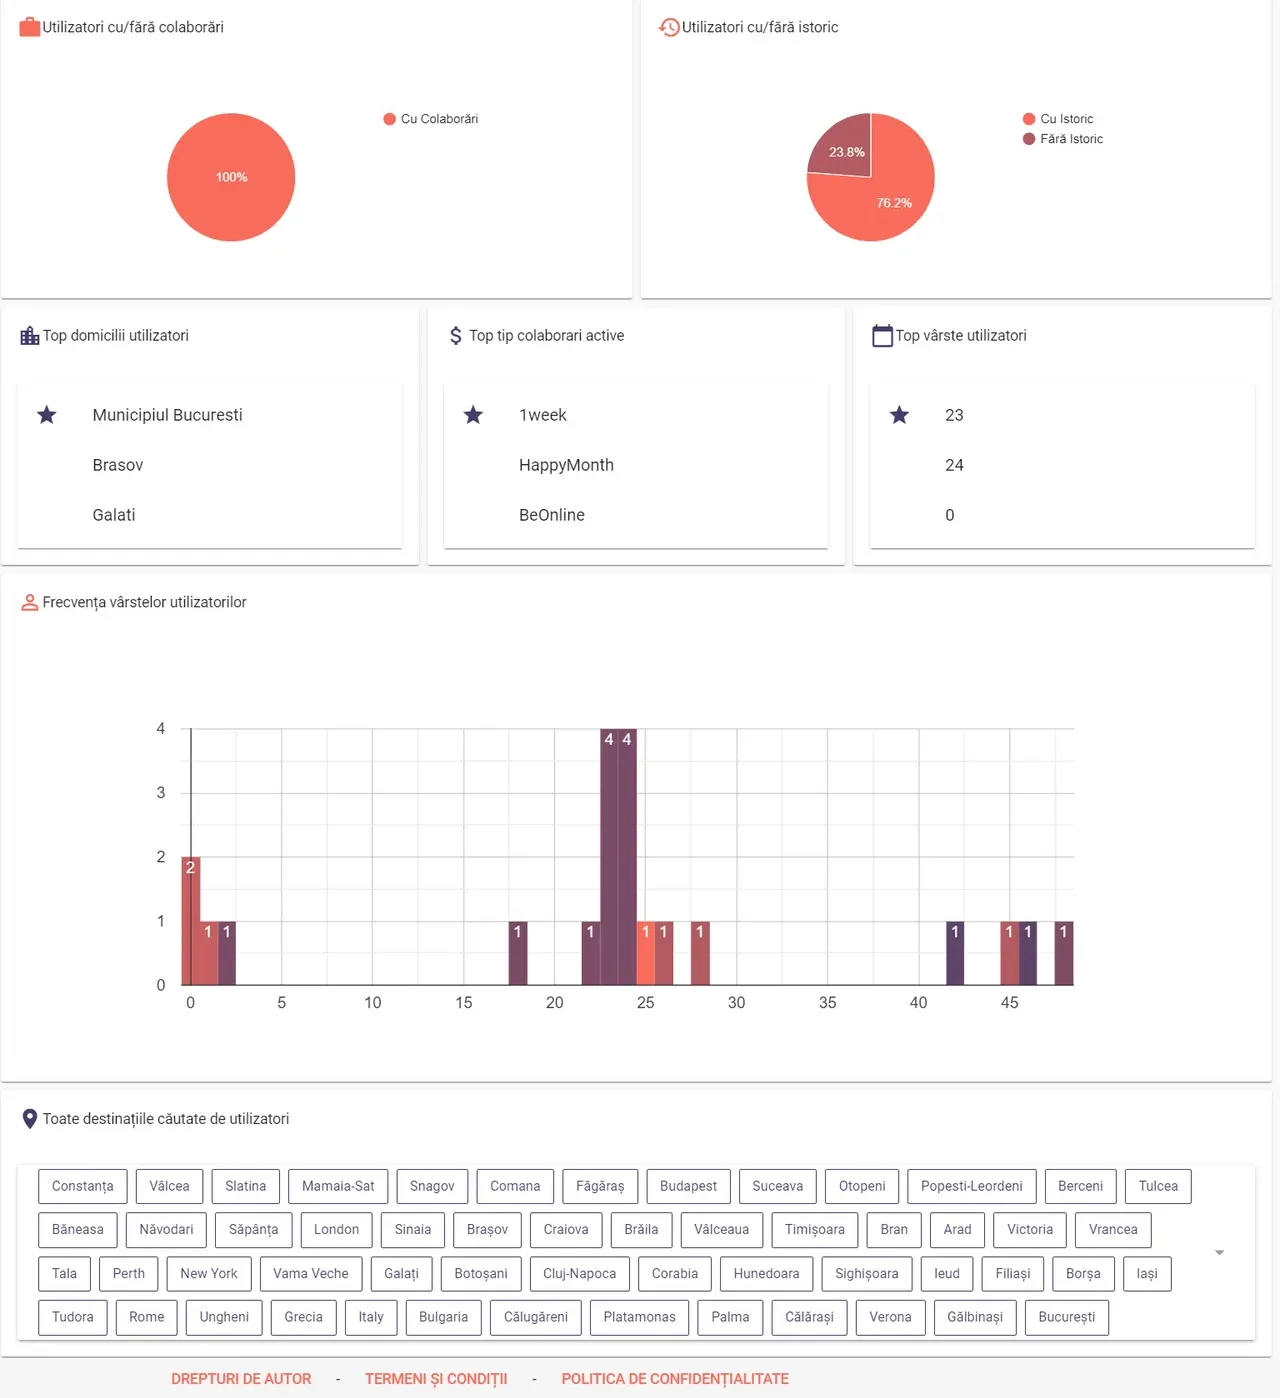 Utilizatori cu/fără colaborări
Cu Colaborări
100%
Utilizatori cu/fără istoric
Cu Istoric
Fără Istoric
23.8%
76.2%
Top domicilii utilizatori
Municipiul Bucuresti
Brasov
Galati
Top tip colaborari active
1week
HappyMonth
BeOnline
Top vârste utilizatori
23
24
0
Frecvența vârstelor utilizatorilor
4
3
2
1
0
2 1 1 1 1 4 4 1 1 1 1 1 1 1
0 5 10 15 20 25 30 35 40 45
Toate destinațiile căutate de utilizatori
Constanța Vâlcea Slatina Mamaia-Sat Snagov Comana Făgăraș Budapest Suceava Otopeni Popesti-Leordeni Berceni Tulcea
Băneasa Năvodari Săpânța London Sinaia Brașov Craiova Brăila Vâlceaua Timișoara Bran Arad Victoria Vrancea
Tala Perth New York Vama Veche Galați Botoșani Cluj-Napoca Corabia Hunedoara Sighișoara Ieud Filiași Borșa Iași
Tudora Rome Ungheni Grecia Italy Bulgaria Călugăreni Platamonas Palma Călărași Verona Gălbinași București
DREPTURI DE AUTOR - TERMENI ȘI CONDIȚII - POLITICA DE CONFIDENȚIALITATE